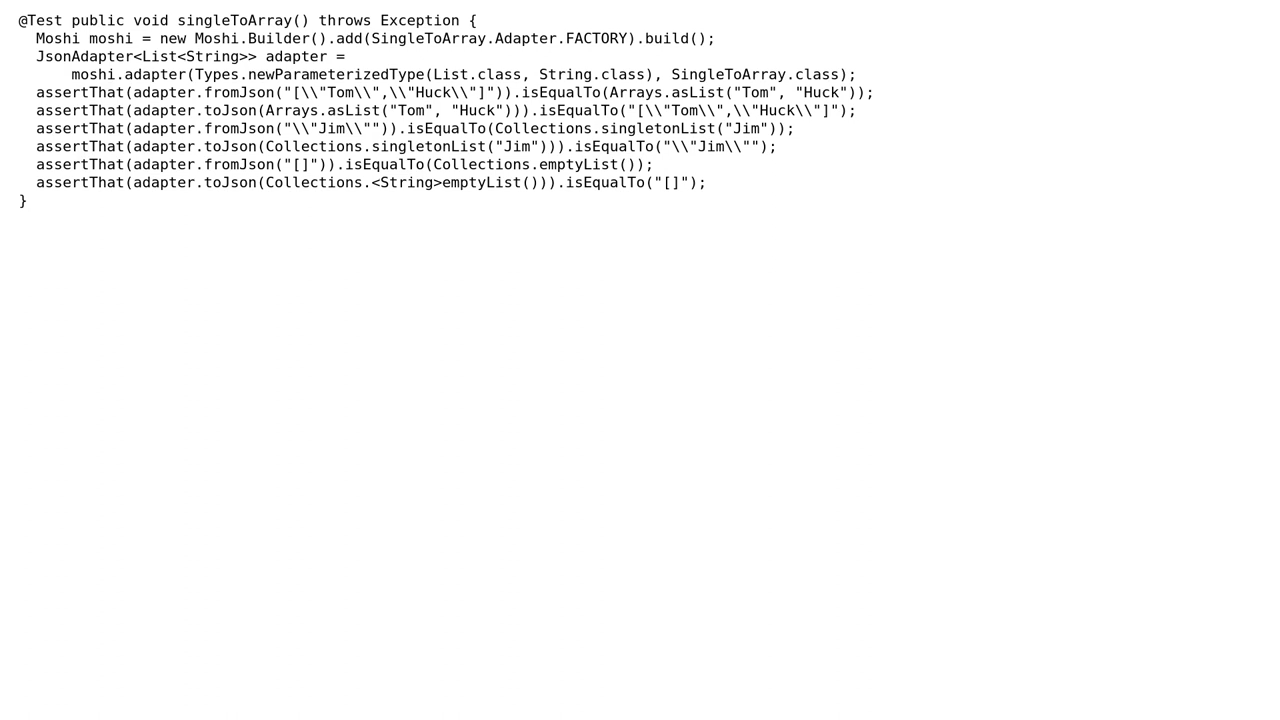 @Test public void singleToArray() throws Exception {
  Moshi moshi = new Moshi.Builder().add(SingleToArray.Adapter.FACTORY).build();
  JsonAdapter<List<String>> adapter =
      moshi.adapter(Types.newParameterizedType(List.class, String.class), SingleToArray.class);
  assertThat(adapter.fromJson("[\\"Tom\\",\\"Huck\\"]")).isEqualTo(Arrays.asList("Tom", "Huck"));
  assertThat(adapter.toJson(Arrays.asList("Tom", "Huck"))).isEqualTo("[\\"Tom\\",\\"Huck\\"]");
  assertThat(adapter.fromJson("\\"Jim\\"")).isEqualTo(Collections.singletonList("Jim"));
  assertThat(adapter.toJson(Collections.singletonList("Jim"))).isEqualTo("\\"Jim\\"");
  assertThat(adapter.fromJson("[]")).isEqualTo(Collections.emptyList());
  assertThat(adapter.toJson(Collections.<String>emptyList())).isEqualTo("[]");
}